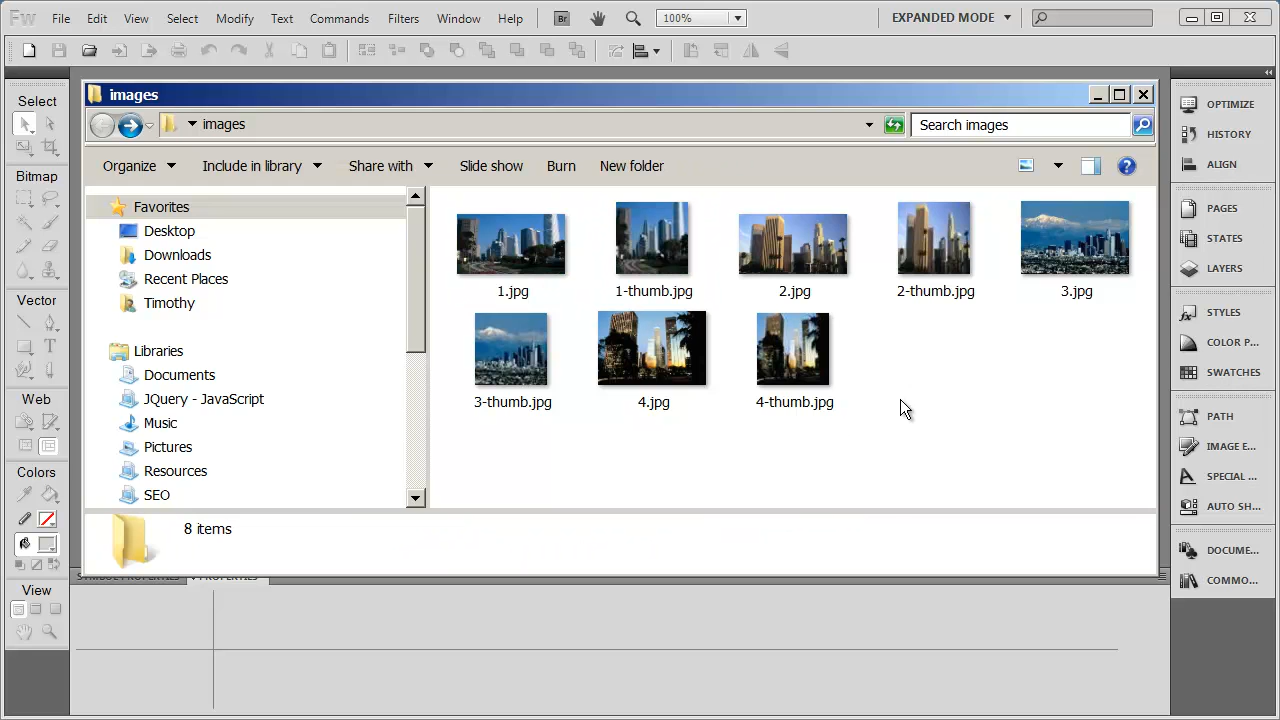 Fw File Edit View Select Modify Text Commands Filters Window Help Br 100% EXPANDED MODE
images
images Search images
Organize Include in library Share with Slide show Burn New folder
Select
Bitmap
Vector
Web
Colors
View
Favorites
Desktop
Downloads
Recent Places
Timothy
Libraries
Documents
JQuery - JavaScript
Music
Pictures
Resources
SEO
1.jpg 1-thumb.jpg 2.jpg 2-thumb.jpg 3.jpg
3-thumb.jpg 4.jpg 4-thumb.jpg
8 items
SYMBOL PROPERTIES PROPERTIES
OPTIMIZE
HISTORY
ALIGN
PAGES
STATES
LAYERS
STYLES
COLOR P...
SWATCHES
PATH
IMAGE E...
SPECIAL ...
AUTO SH...
DOCUME...
COMMO...